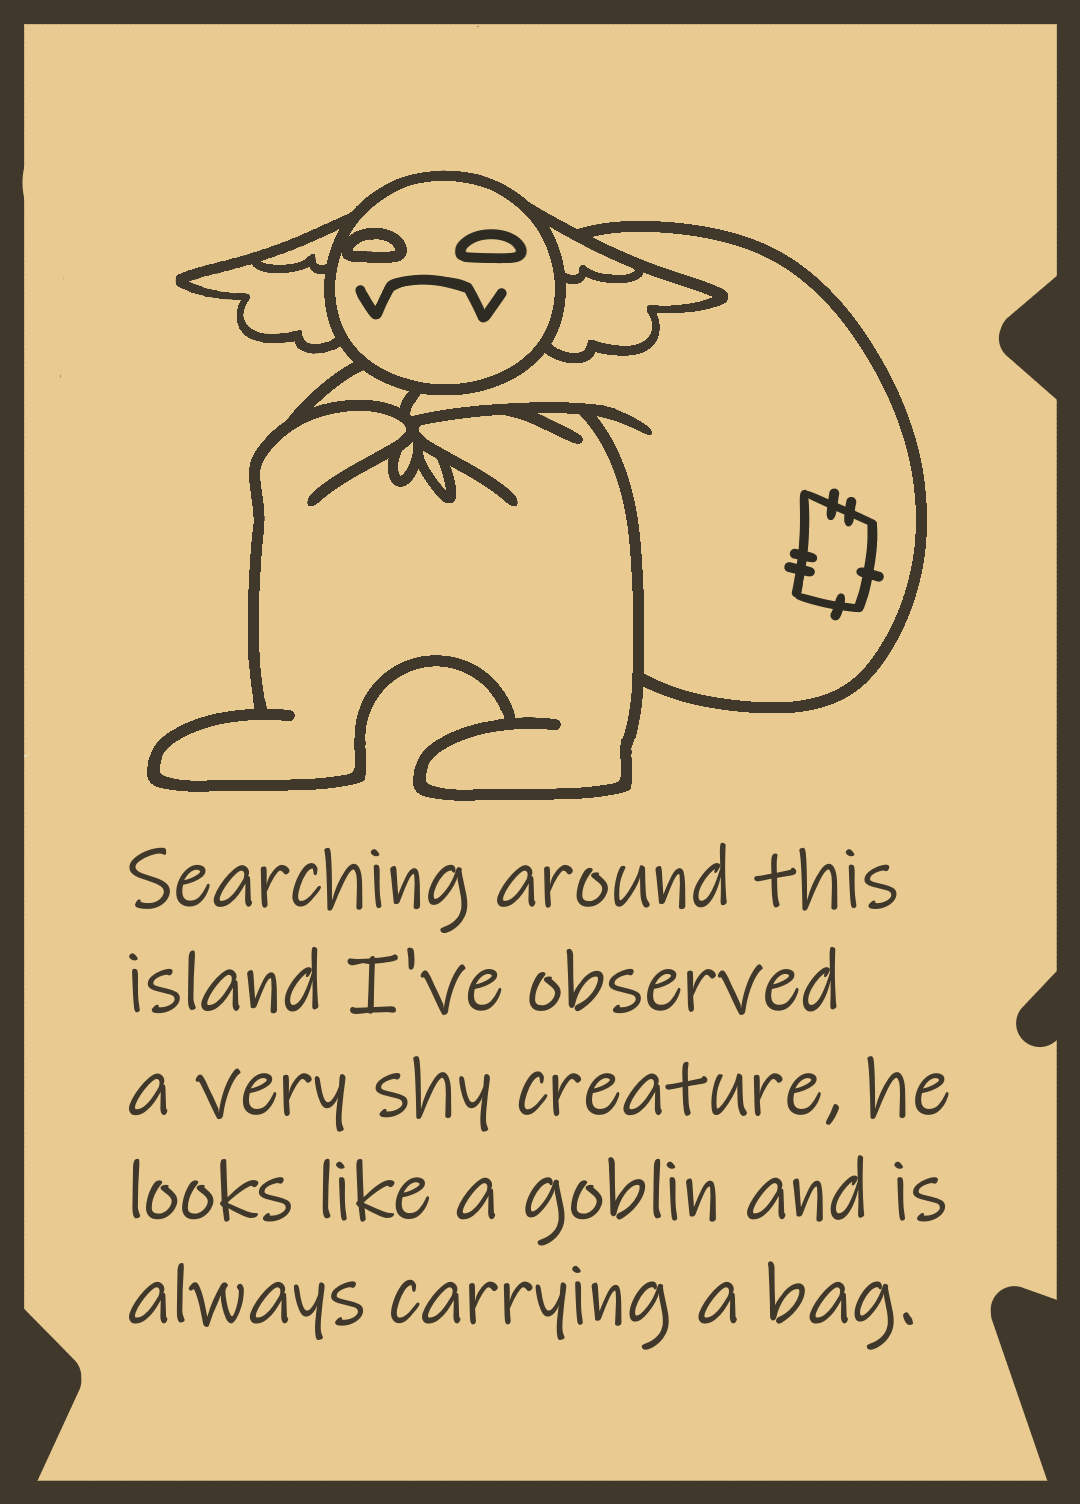 Searching around this
island I've observed
a very shy creature, he
looks like a goblin and is
always carrying a bag.